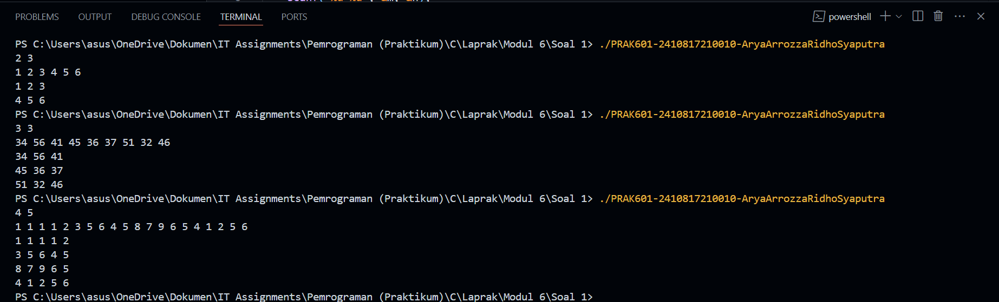 PROBLEMS OUTPUT DEBUG CONSOLE TERMINAL PORTS powershell
PS C:\Users\asus\OneDrive\Dokumen\IT Assignments\Pemrograman (Praktikum)\C\Laprak\Modul 6\Soal 1> ./PRAK601-2410817210010-AryaArrozzaRidhoSyaputra
2 3
1 2 3 4 5 6
1 2 3
4 5 6
PS C:\Users\asus\OneDrive\Dokumen\IT Assignments\Pemrograman (Praktikum)\C\Laprak\Modul 6\Soal 1> ./PRAK601-2410817210010-AryaArrozzaRidhoSyaputra
3 3
34 56 41 45 36 37 51 32 46
34 56 41
45 36 37
51 32 46
PS C:\Users\asus\OneDrive\Dokumen\IT Assignments\Pemrograman (Praktikum)\C\Laprak\Modul 6\Soal 1> ./PRAK601-2410817210010-AryaArrozzaRidhoSyaputra
4 5
1 1 1 1 2 3 5 6 4 5 8 7 9 6 5 4 1 2 5 6
1 1 1 1 2
3 5 6 4 5
8 7 9 6 5
4 1 2 5 6
PS C:\Users\asus\OneDrive\Dokumen\IT Assignments\Pemrograman (Praktikum)\C\Laprak\Modul 6\Soal 1>